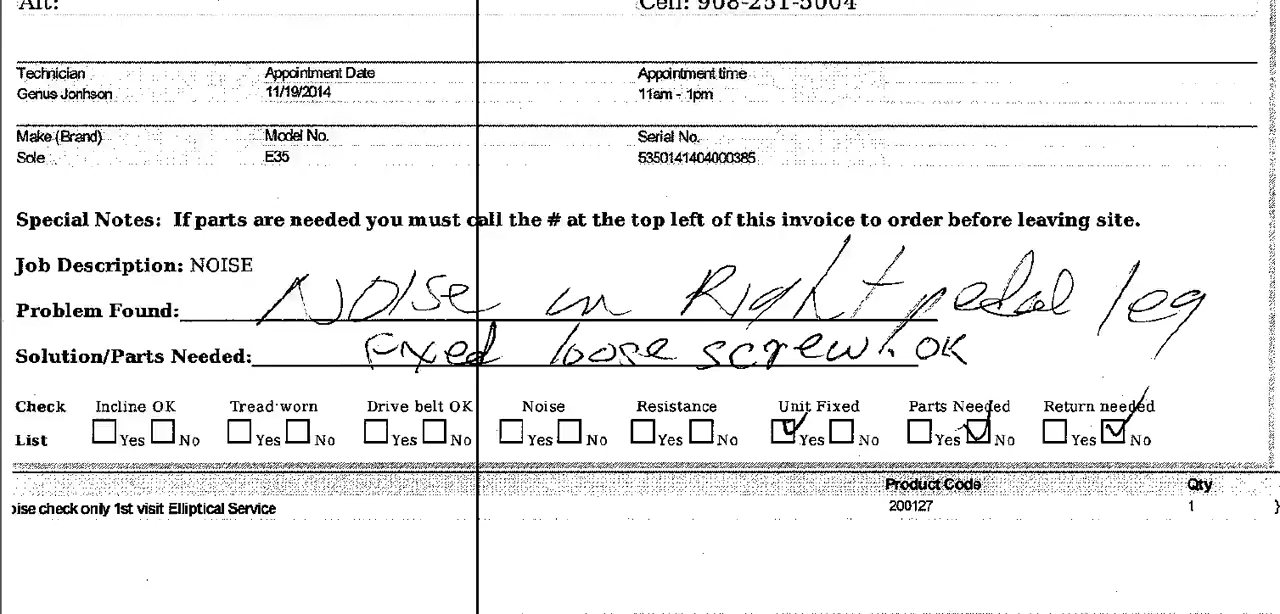 Alt: Cell: 908-251-5004
Technician Appointment Date Appointment time
Genus Jonhson 11/19/2014 11am - 1pm
Make (Brand) Model No. Serial No.
Sole E35 535014140400385
Special Notes: If parts are needed you must call the # at the top left of this invoice to order before leaving site.
Job Description: NOISE
Problem Found: NOISE in Right pedal leg
Solution/Parts Needed: Fixed loose screw OK
Check Incline OK Tread worn Drive belt OK Noise Resistance Unit Fixed Parts Needed Return needed
List Yes No Yes No Yes No Yes No Yes No Yes No Yes No Yes No
Product Code Qty
oise check only 1st visit Elliptical Service 200127 1